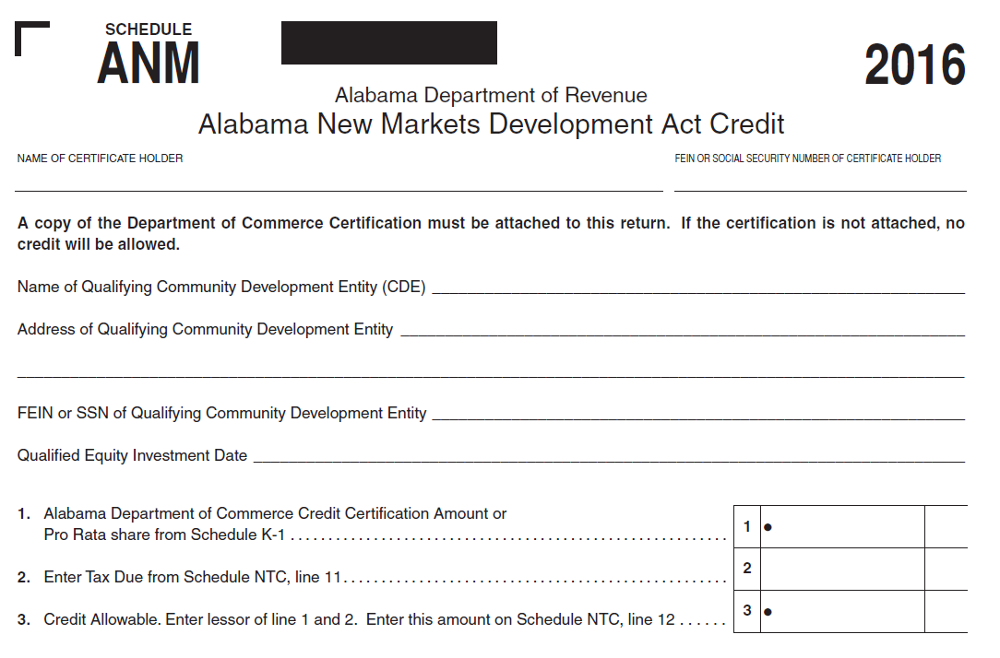 SCHEDULE
ANM
2016
Alabama Department of Revenue
Alabama New Markets Development Act Credit
NAME OF CERTIFICATE HOLDER
FEIN OR SOCIAL SECURITY NUMBER OF CERTIFICATE HOLDER
A copy of the Department of Commerce Certification must be attached to this return. If the certification is not attached, no
credit will be allowed.
Name of Qualifying Community Development Entity (CDE)
Address of Qualifying Community Development Entity
FEIN or SSN of Qualifying Community Development Entity
Qualified Equity Investment Date
1. Alabama Department of Commerce Credit Certification Amount or
Pro Rata share from Schedule K-1 . . . . . . . . . . . . . . . . . . . . . . . . . . . . . . . . . . . . . . . . . . . . . . . . . . . . . . . . . . 1 •
2. Enter Tax Due from Schedule NTC, line 11. . . . . . . . . . . . . . . . . . . . . . . . . . . . . . . . . . . . . . . . . . . . . . . . . . . 2
3. Credit Allowable. Enter lessor of line 1 and 2. Enter this amount on Schedule NTC, line 12 . . . . . . 3 •